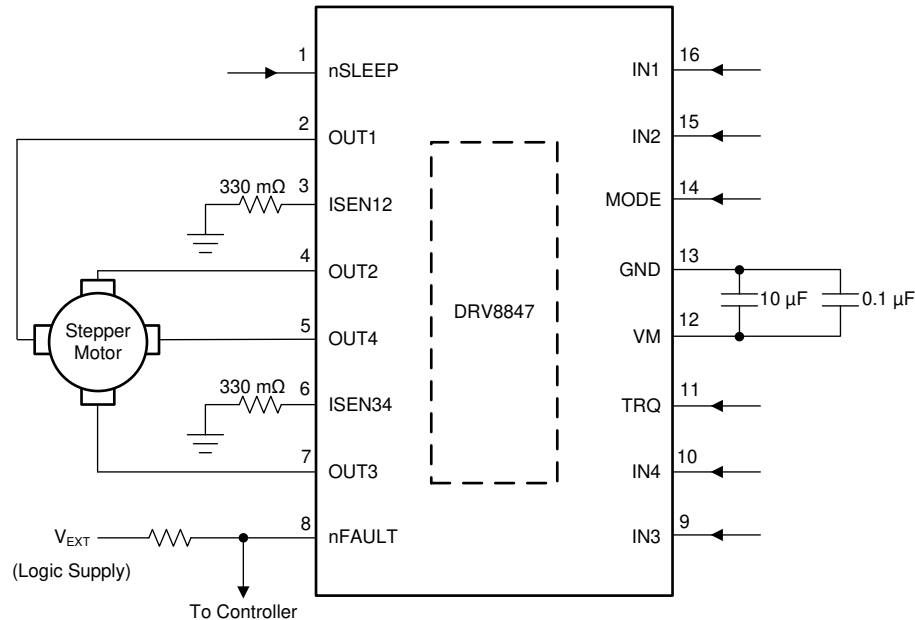 1
nSLEEP
2
OUT1
330 mΩ
3
ISEN12
4
OUT2
Stepper
Motor
5
OUT4
330 mΩ
6
ISEN34
7
OUT3
VEXT
(Logic Supply)
8
nFAULT
To Controller
DRV8847
16
IN1
15
IN2
14
MODE
13
GND
10 µF
0.1 µF
12
VM
11
TRQ
10
IN4
9
IN3